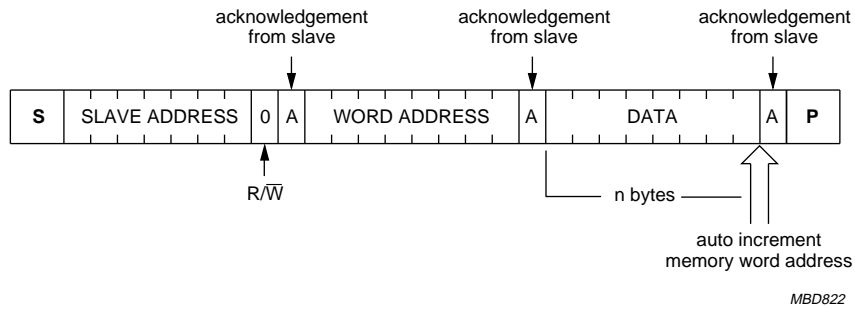 acknowledgement
from slave
acknowledgement
from slave
acknowledgement
from slave
S SLAVE ADDRESS 0 A WORD ADDRESS A DATA A P
R/W̅
n bytes
auto increment
memory word address
MBD822